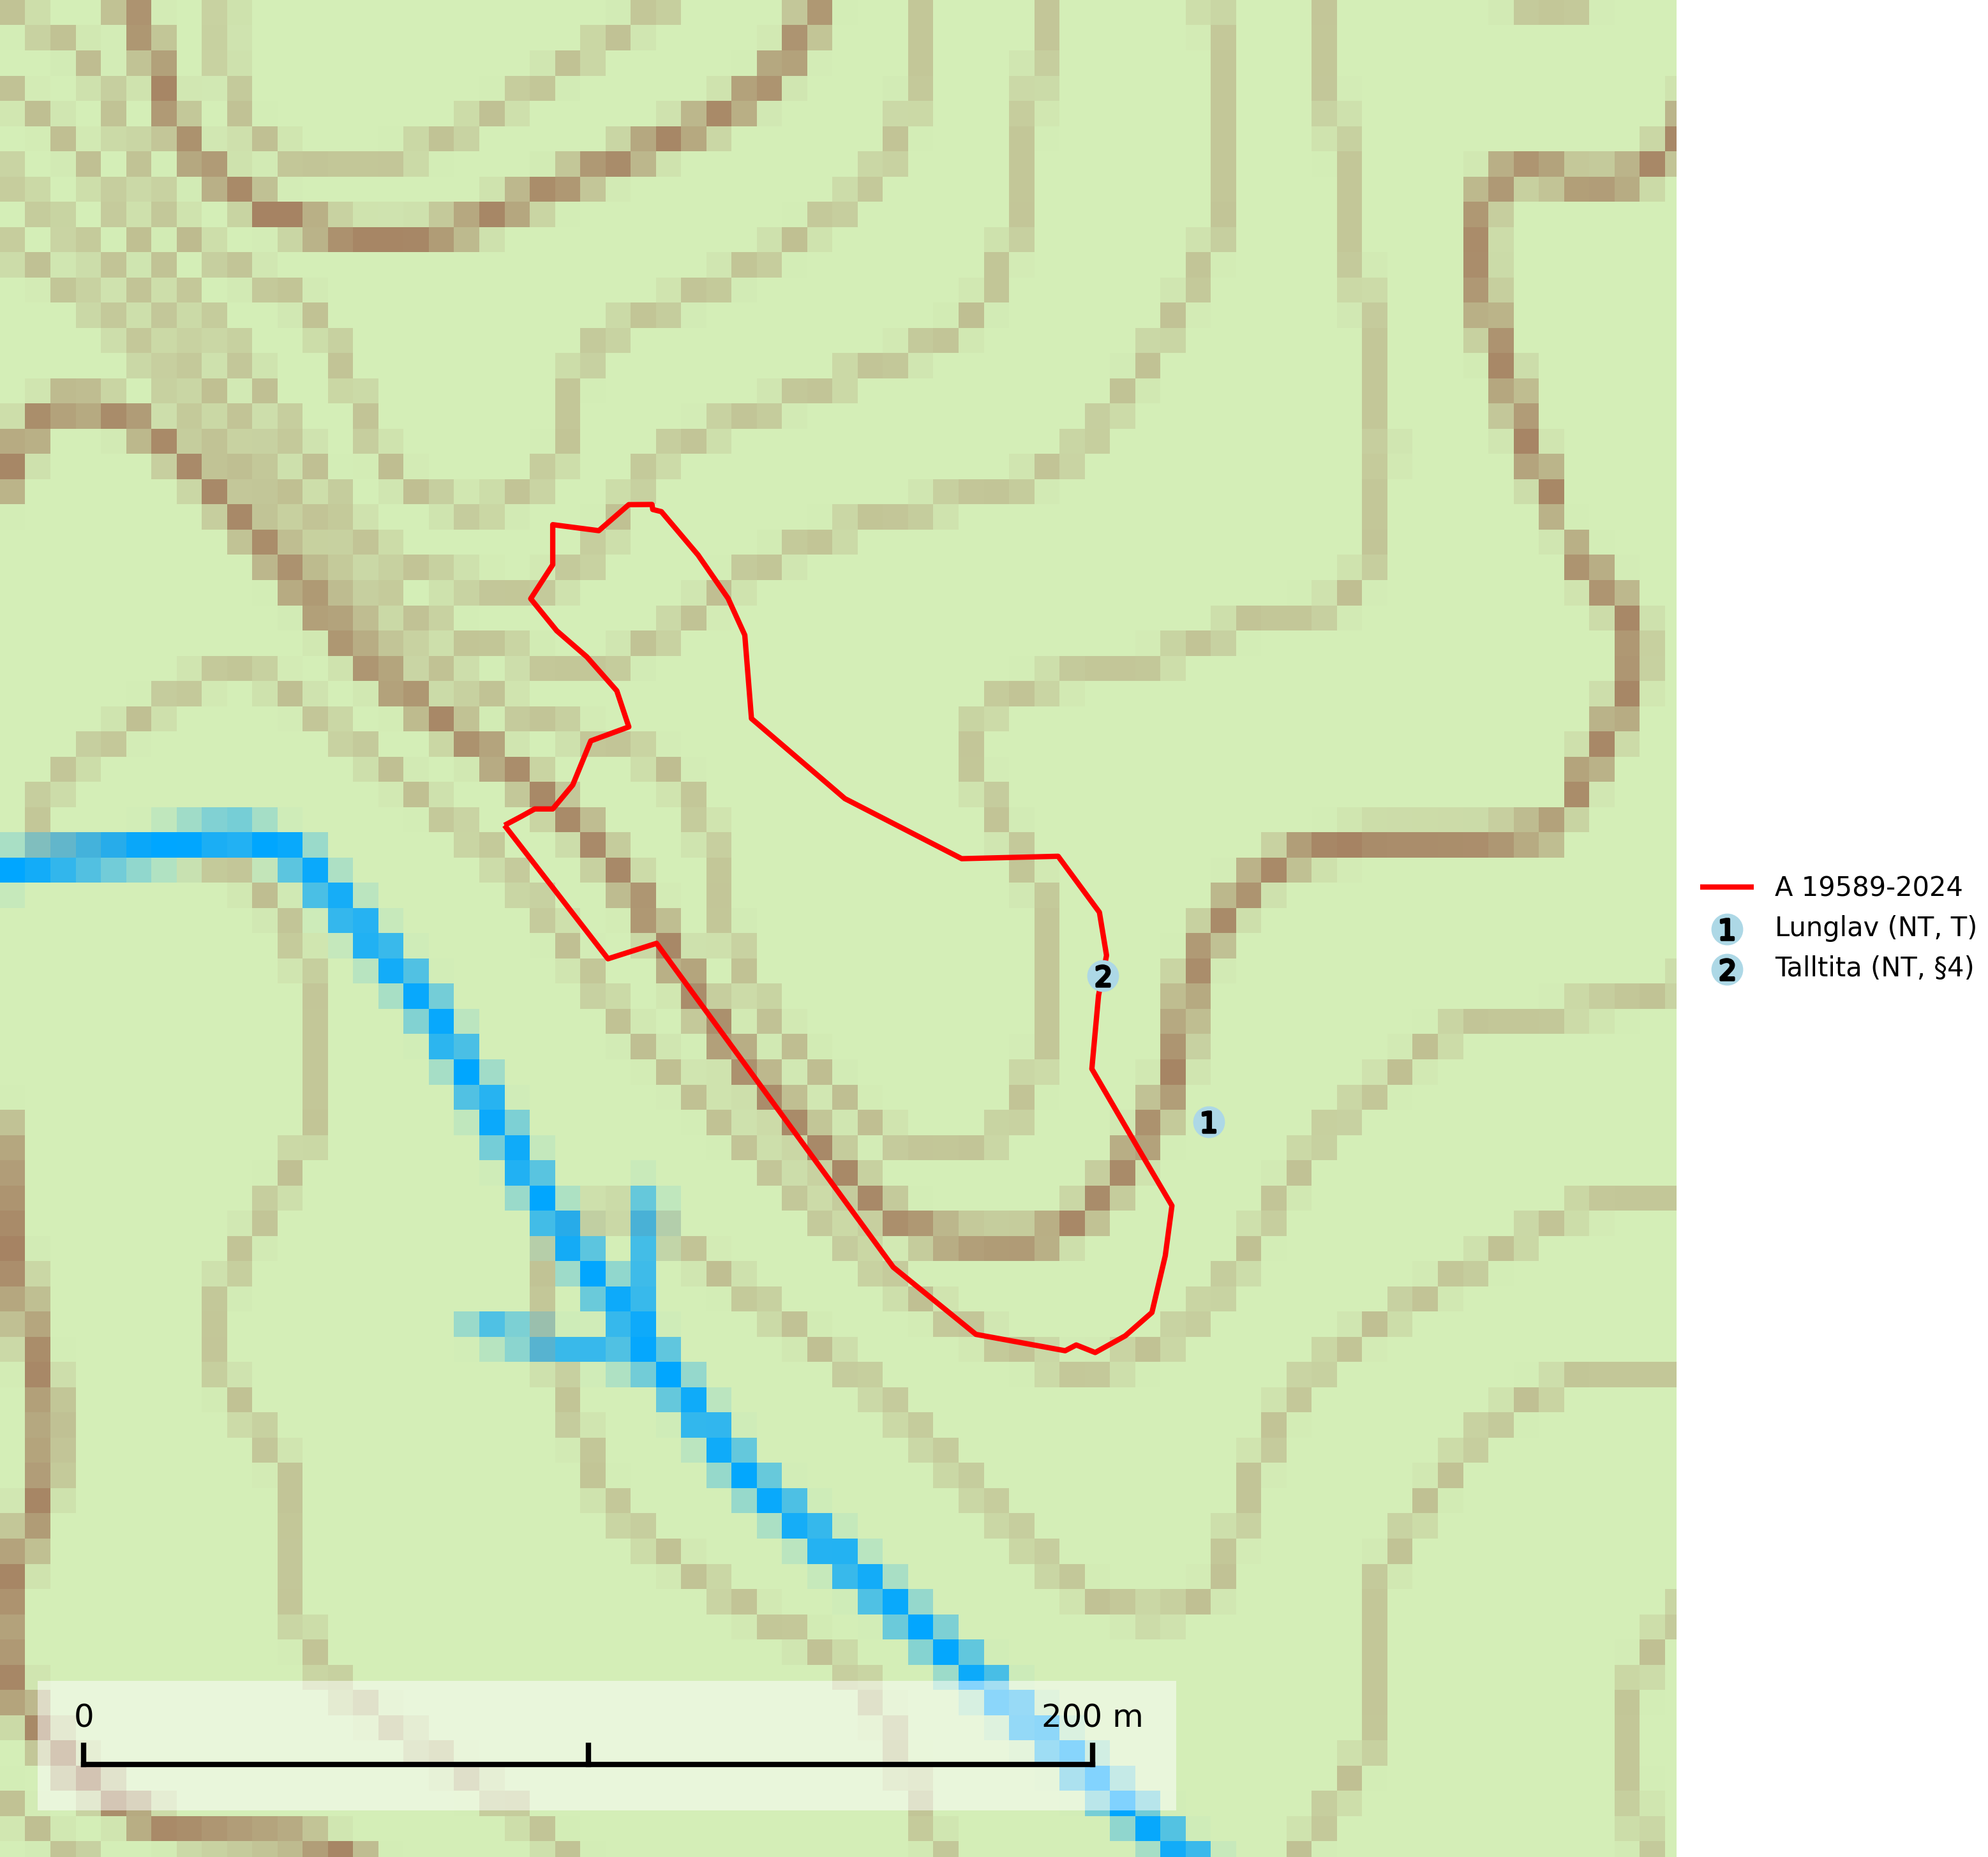 2
1
A 19589-2024
1 Lunglav (NT, T)
2 Talltita (NT, §4)
0 200 m